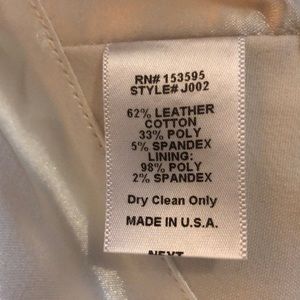 RN# 153595
STYLE# J002
62% LEATHER
COTTON
33% POLY
5% SPANDEX
LINING:
98% POLY
2% SPANDEX
Dry Clean Only
MADE IN U.S.A.
NEXT